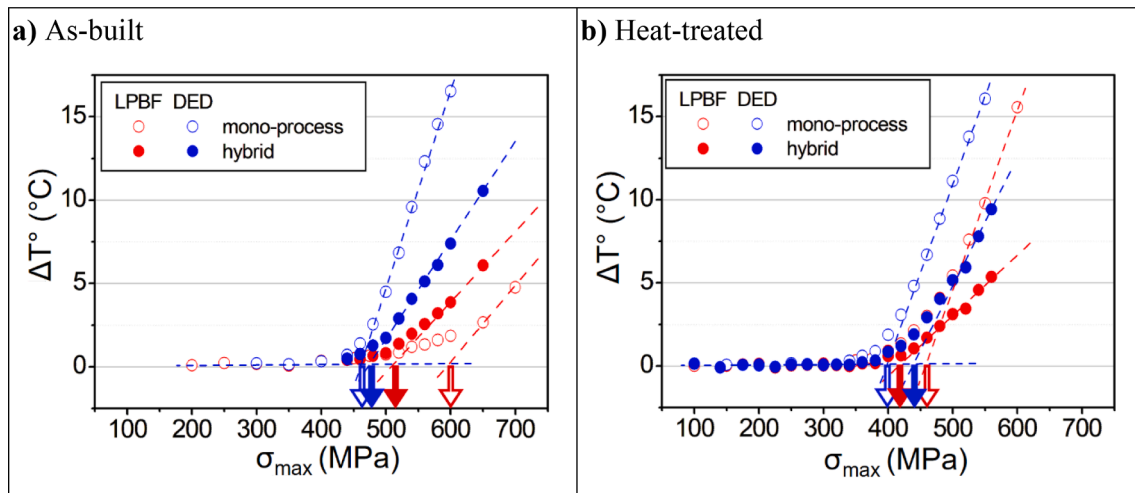 a) As-built
15
10
5
0
ΔT° (°C)
LPBF DED
mono-process
hybrid
100 200 300 400 500 600 700
σmax (MPa)
b) Heat-treated
15
10
5
0
ΔT° (°C)
LPBF DED
mono-process
hybrid
100 200 300 400 500 600 700
σmax (MPa)